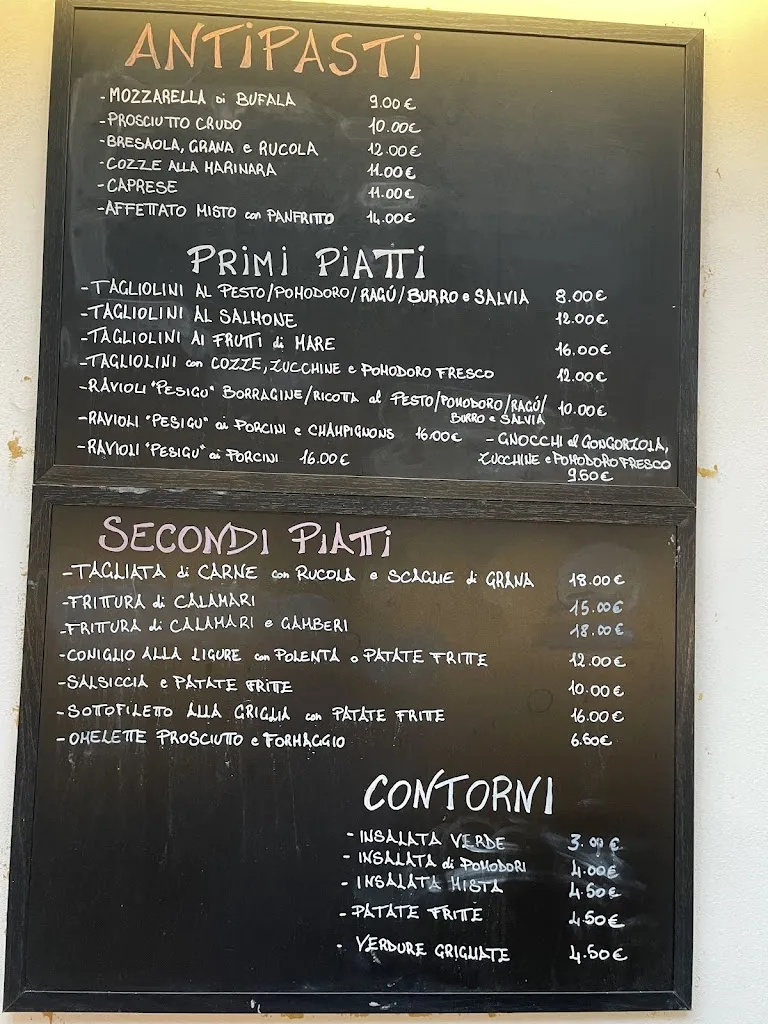 ANTIPASTI
-MOZZARELLA di BUFALA 9.00 €
-PROSCIUTTO CRUDO 10.00€
-BRESAOLA, GRANA e RUCOLA 12.00€
-COZZE ALLA MARINARA 11.00€
-CAPRESE 11.00€
-AFFETTATO MISTO con PANFRITTO 14.00€
PRIMI PIATTI
-TAGLIOLINI AL PESTO/POMODORO/RAGÚ/BURRO e SALVIA 8.00€
-TAGLIOLINI AL SALMONE 12.00€
-TAGLIOLINI AI FRUTTI di MARE 16.00€
-TAGLIOLINI con COZZE, ZUCCHINE e POMODORO FRESCO 12.00€
-RAVIOLI "PESIGU" BORRAGINE/RICOTTA al PESTO/POMODORO/RAGÚ/ 10.00€
BURRO e SALVIA
-RAVIOLI "PESIGU" ai PORCINI e CHAMPIGNONS 16.00€
-RAVIOLI "PESIGU" ai PORCINI 16.00€
-GNOCCHI al GONGORZOLA,
ZUCCHINE e POMODORO FRESCO
9.50€
SECONDI PIATTI
-TAGLIATA di CARNE con RUCOLA e SCAGLIE di GRANA 18.00€
-FRITTURA di CALAMARI 15.00€
-FRITTURA di CALAMARI e GAMBERI 18.00€
-CONIGLIO ALLA LIGURE con POLENTA o PATATE FRITTE 12.00€
-SALSICCIA e PATATE FRITTE 10.00€
-SOTTOFILETTO ALLA GRIGLIA con PATATE FRITTE 16.00€
-OMELETTE PROSCIUTTO e FORMAGGIO 6.50€
CONTORNI
-INSALATA VERDE 3.00 €
-INSALATA di POMODORI 4.00€
-INSALATA MISTA 4.50€
-PATATE FRITTE 4.50€
- VERDURE GRIGLIATE 4.50€